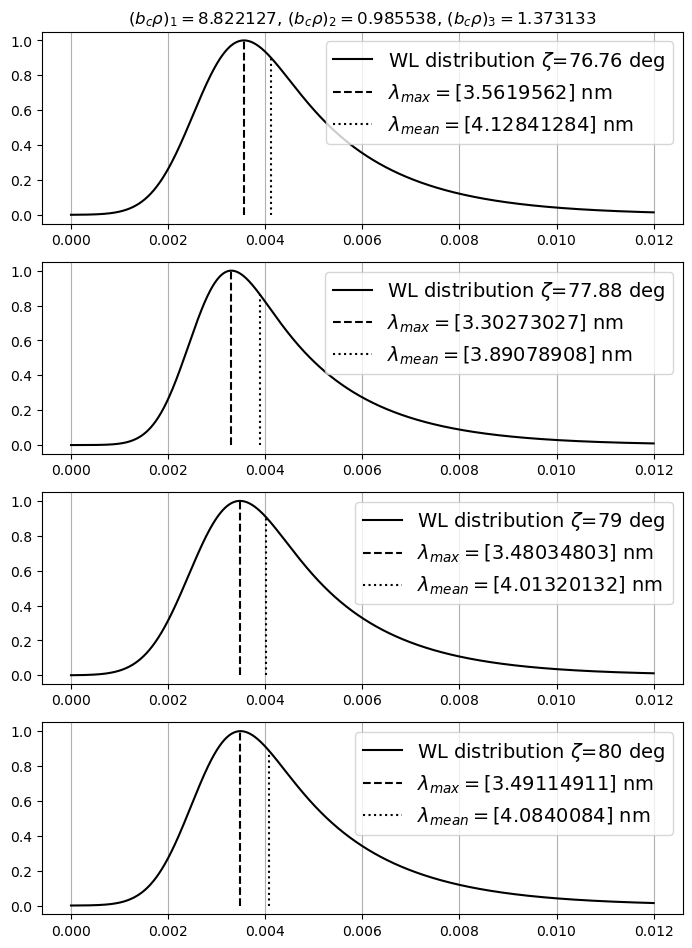 (b_cρ)_1 = 8.822127, (b_cρ)_2 = 0.985538, (b_cρ)_3 = 1.373133
1.0
0.8
0.6
0.4
0.2
0.0
WL distribution ζ=76.76 deg
λ_max = [3.5619562] nm
λ_mean = [4.12841284] nm
0.000 0.002 0.004 0.006 0.008 0.010 0.012
1.0
0.8
0.6
0.4
0.2
0.0
WL distribution ζ=77.88 deg
λ_max = [3.30273027] nm
λ_mean = [3.89078908] nm
0.000 0.002 0.004 0.006 0.008 0.010 0.012
1.0
0.8
0.6
0.4
0.2
0.0
WL distribution ζ=79 deg
λ_max = [3.48034803] nm
λ_mean = [4.01320132] nm
0.000 0.002 0.004 0.006 0.008 0.010 0.012
1.0
0.8
0.6
0.4
0.2
0.0
WL distribution ζ=80 deg
λ_max = [3.49114911] nm
λ_mean = [4.0840084] nm
0.000 0.002 0.004 0.006 0.008 0.010 0.012